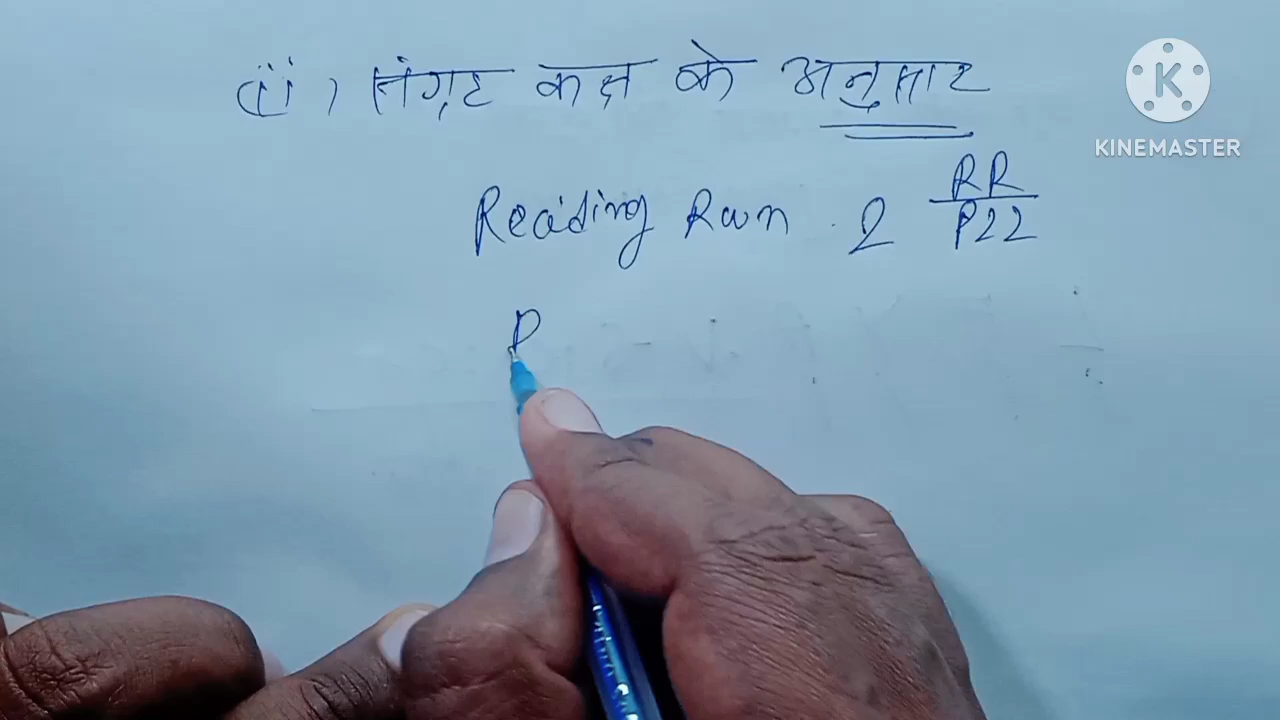 (ii) संग्रह कक्ष के अनुसार
Reading Room . 2 RR
P22
P
K
KINEMASTER